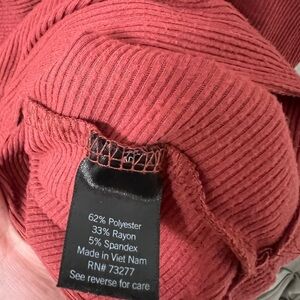 62% Polyester
33% Rayon
5% Spandex
Made in Viet Nam
RN# 73277
See reverse for care